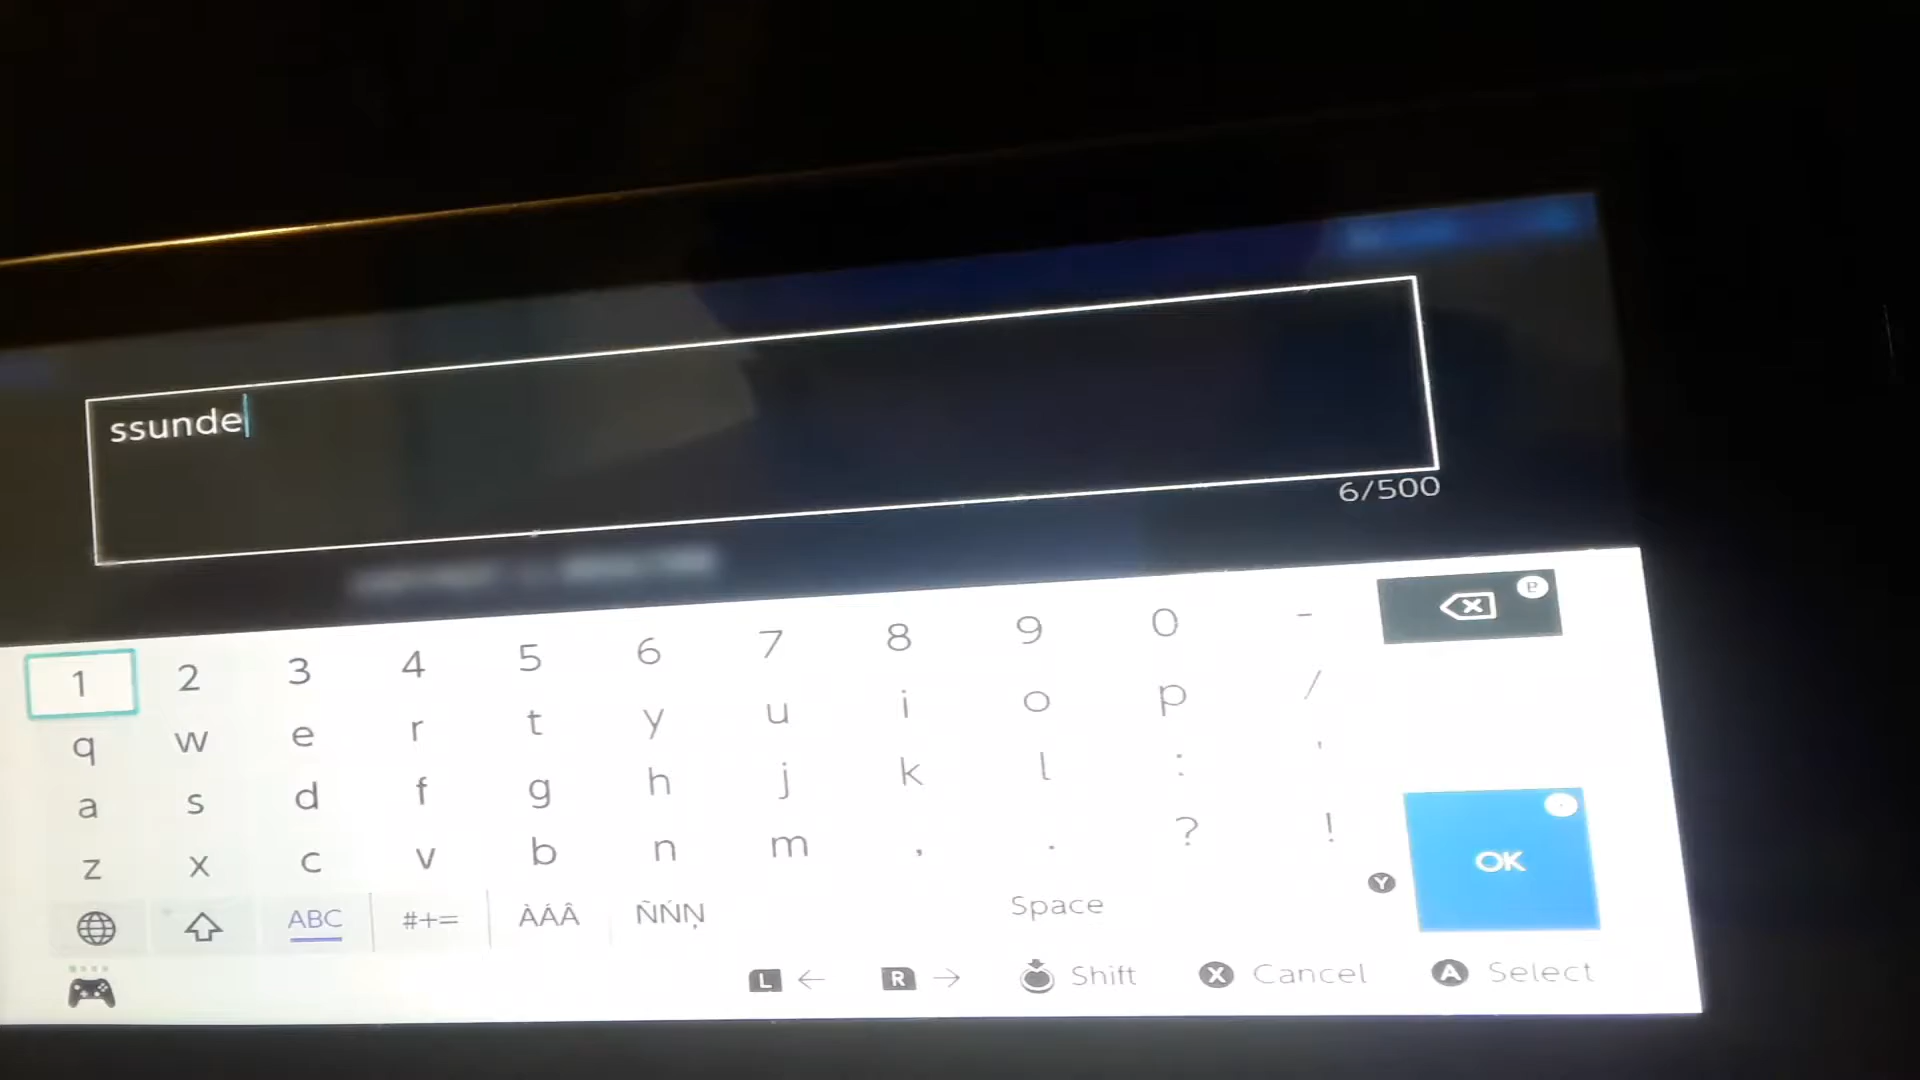 ssunde
6/500
1 2 3 4 5 6 7 8 9 0 -
q w e r t y u i o p /
a s d f g h j k l : '
z x c v b n m , . ? !
ABC #+= ÀÁÂ ÑŃŅ Space Y OK
L ← R → Shift X Cancel A Select